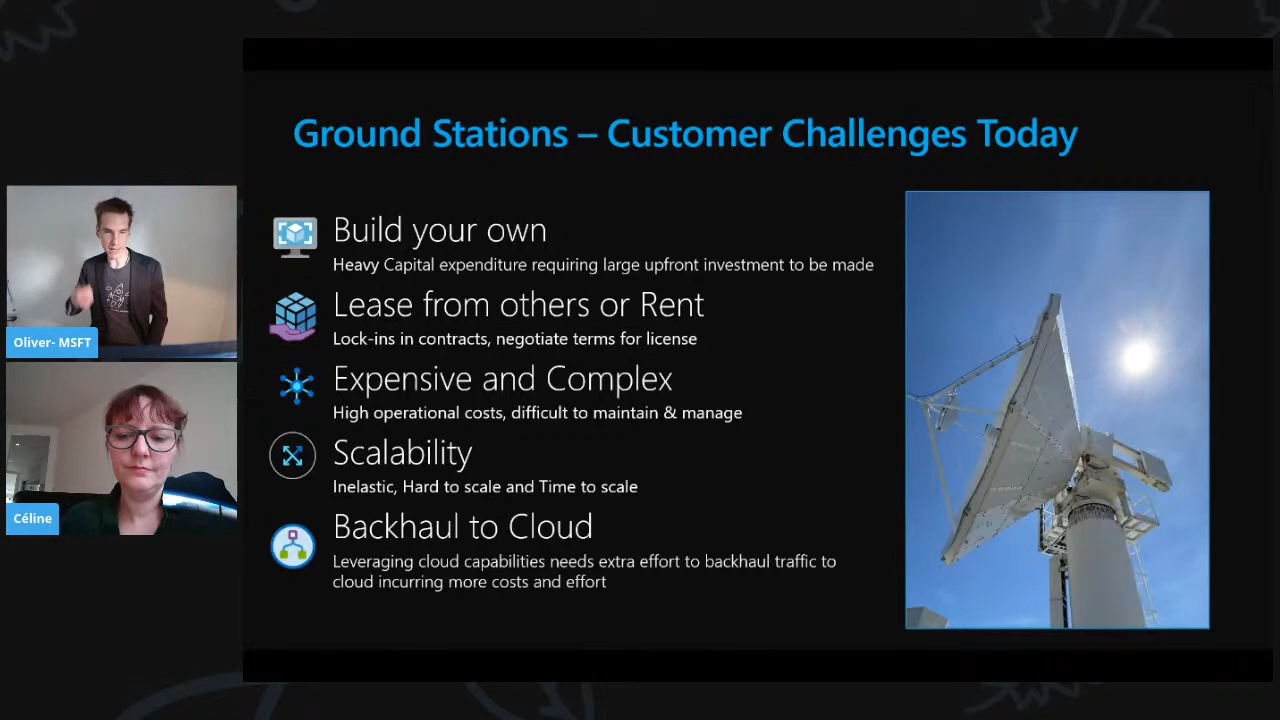 Ground Stations – Customer Challenges Today
Build your own
Heavy Capital expenditure requiring large upfront investment to be made
Lease from others or Rent
Lock-ins in contracts, negotiate terms for license
Expensive and Complex
High operational costs, difficult to maintain & manage
Scalability
Inelastic, Hard to scale and Time to scale
Backhaul to Cloud
Leveraging cloud capabilities needs extra effort to backhaul traffic to
cloud incurring more costs and effort
Oliver- MSFT
Céline